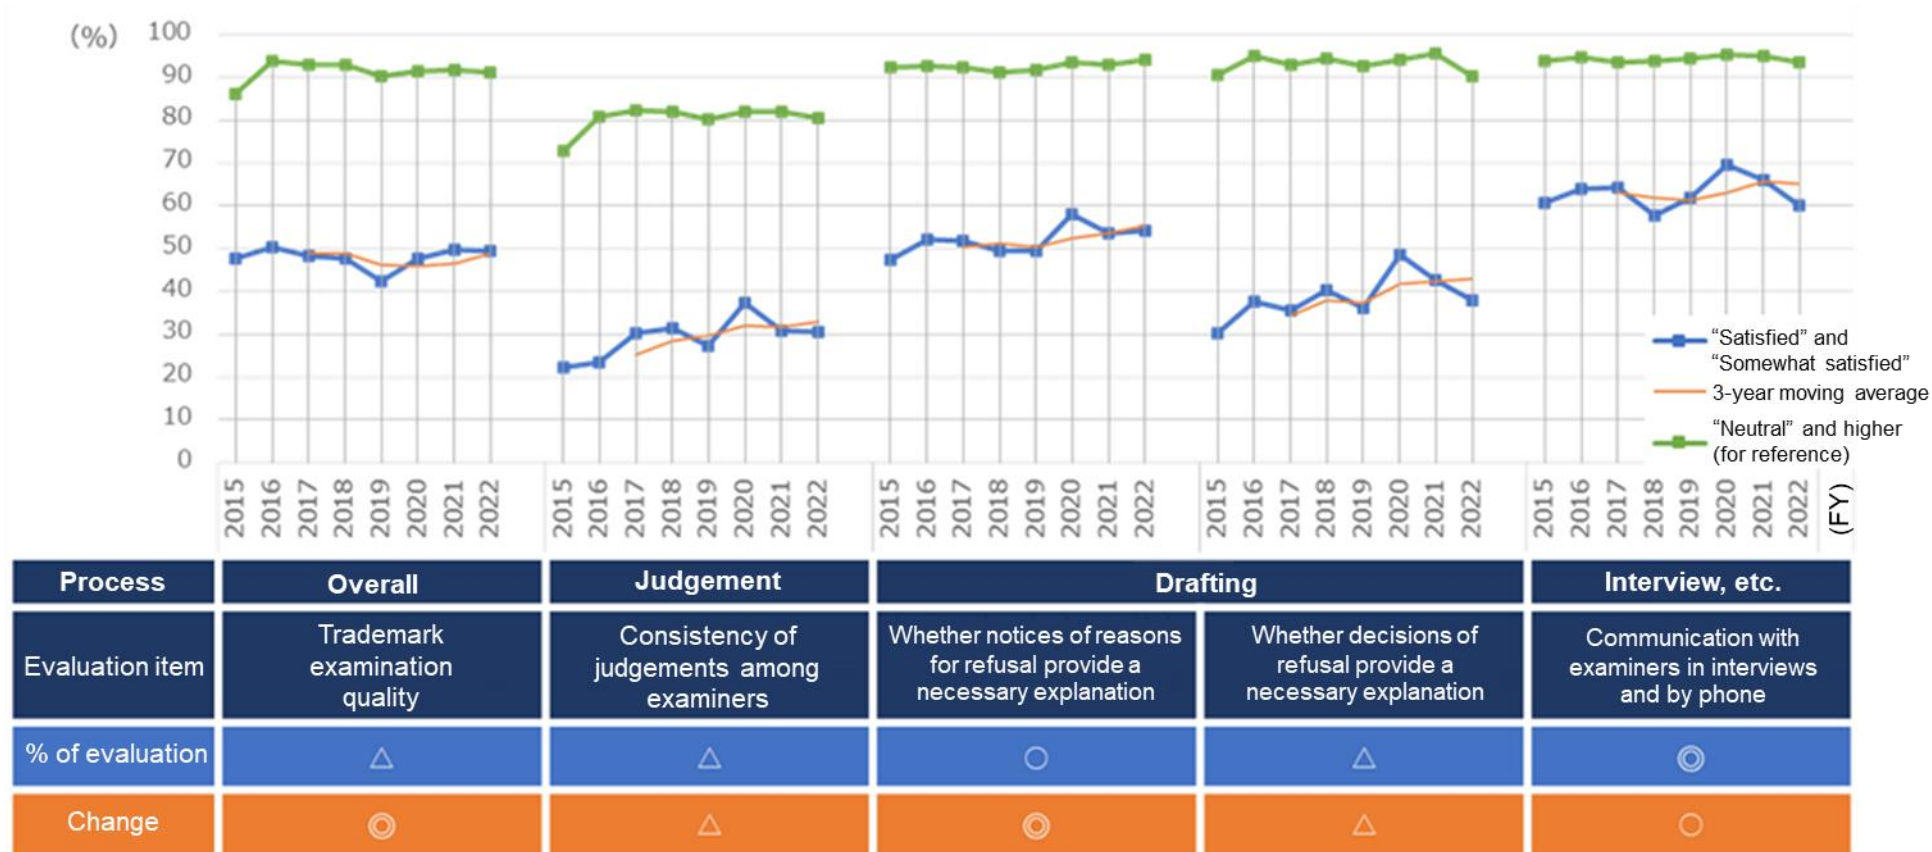 (%)
100
90
80
70
60
50
40
30
20
10
0
2015 2016 2017 2018 2019 2020 2021 2022
2015 2016 2017 2018 2019 2020 2021 2022
2015 2016 2017 2018 2019 2020 2021 2022
2015 2016 2017 2018 2019 2020 2021 2022
2015 2016 2017 2018 2019 2020 2021 2022
(FY)
“Satisfied” and
“Somewhat satisfied”
3-year moving average
“Neutral” and higher
(for reference)
Process
Overall
Judgement
Drafting
Interview, etc.
Evaluation item
Trademark
examination
quality
Consistency of
judgements among
examiners
Whether notices of reasons
for refusal provide a
necessary explanation
Whether decisions of
refusal provide a
necessary explanation
Communication with
examiners in interviews
and by phone
% of evaluation
△
△
○
△
◎
Change
◎
△
◎
△
○